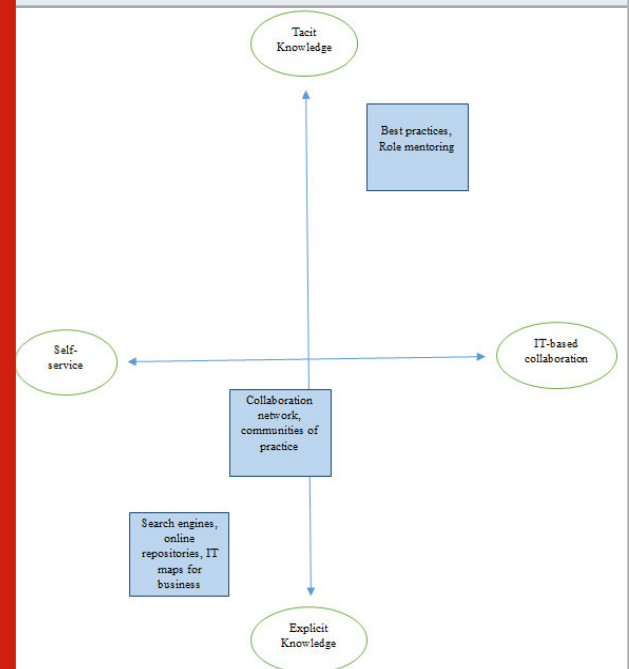 Tacit
Knowledge
Best practices,
Role mentoring
Self-
service
IT-based
collaboration
Collaboration
network,
communities of
practice
Search engines,
online
repositories, IT
maps for
business
Explicit
Knowledge